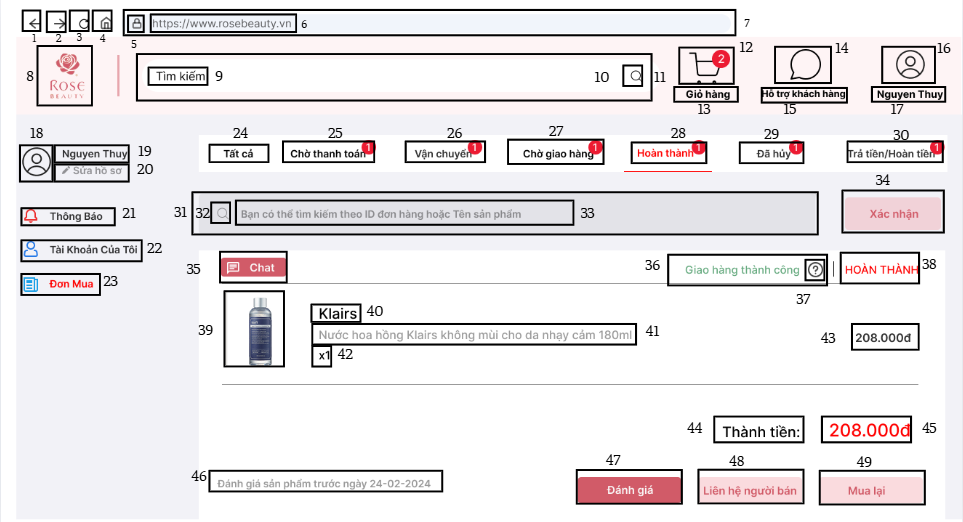 https://www.rosebeauty.vn
6
7
1
2
3
4
5
8
ROSE
BEAUTY
Tìm kiếm
9
10
11
2
12
14
16
Giỏ hàng
Hỗ trợ khách hàng
Nguyen Thuy
13
15
17
18
Nguyen Thuy
19
Sửa hồ sơ
20
24
25
26
27
28
29
30
Tất cả
Chờ thanh toán
1
Vận chuyển
1
Chờ giao hàng
1
Hoàn thành
1
Đã hủy
1
Trả tiền/Hoàn tiền
1
Thông Báo
21
Tài Khoản Của Tôi
22
Đơn Mua
23
31
32
Bạn có thể tìm kiếm theo ID đơn hàng hoặc Tên sản phẩm
33
34
Xác nhận
35
Chat
36
Giao hàng thành công
37
HOÀN THÀNH
38
39
Klairs
40
Nước hoa hồng Klairs không mùi cho da nhạy cảm 180ml
41
x1
42
43
208.000đ
44
Thành tiền:
208.000đ
45
46
Đánh giá sản phẩm trước ngày 24-02-2024
47
48
49
Đánh giá
Liên hệ người bán
Mua lại